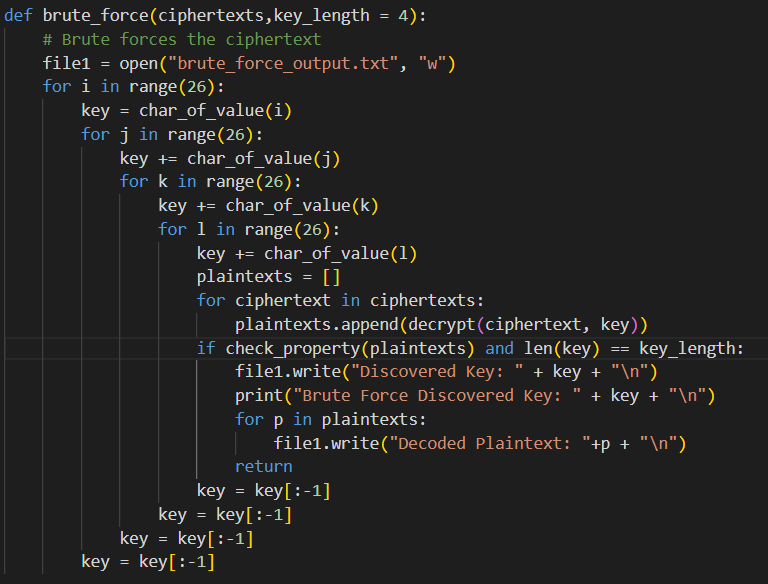 def brute_force(ciphertexts,key_length = 4):
    # Brute forces the ciphertext
    file1 = open("brute_force_output.txt", "w")
    for i in range(26):
        key = char_of_value(i)
        for j in range(26):
            key += char_of_value(j)
            for k in range(26):
                key += char_of_value(k)
                for l in range(26):
                    key += char_of_value(l)
                    plaintexts = []
                    for ciphertext in ciphertexts:
                        plaintexts.append(decrypt(ciphertext, key))
                    if check_property(plaintexts) and len(key) == key_length:
                        file1.write("Discovered Key: " + key + "\n")
                        print("Brute Force Discovered Key: " + key + "\n")
                        for p in plaintexts:
                            file1.write("Decoded Plaintext: "+p + "\n")
                        return
                    key = key[:-1]
                key = key[:-1]
            key = key[:-1]
        key = key[:-1]